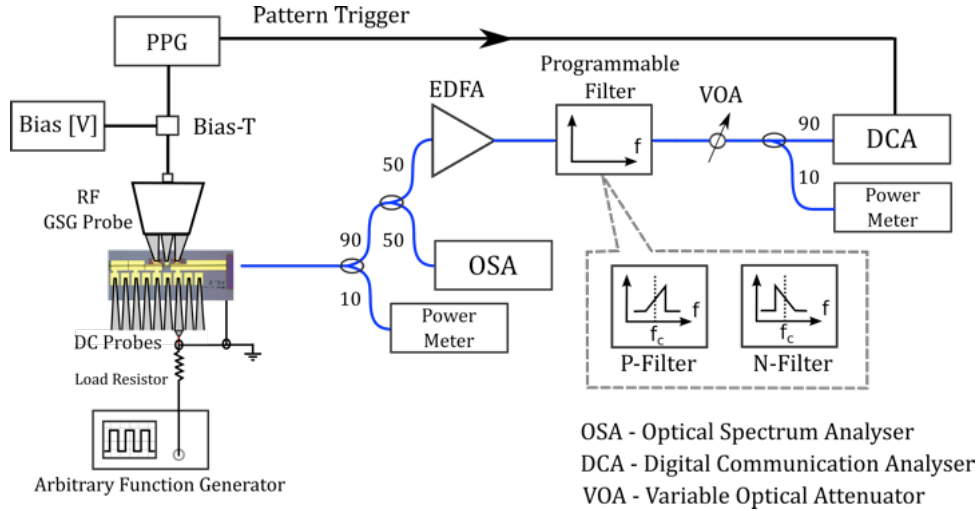 Pattern Trigger
PPG
Bias [V]
Bias-T
RF
GSG Probe
DC Probes
Load Resistor
Arbitrary Function Generator
90
10
50
50
EDFA
OSA
Power
Meter
Programmable
Filter
f
VOA
90
10
DCA
Power
Meter
f
f
fc
fc
P-Filter
N-Filter
OSA - Optical Spectrum Analyser
DCA - Digital Communication Analyser
VOA - Variable Optical Attenuator